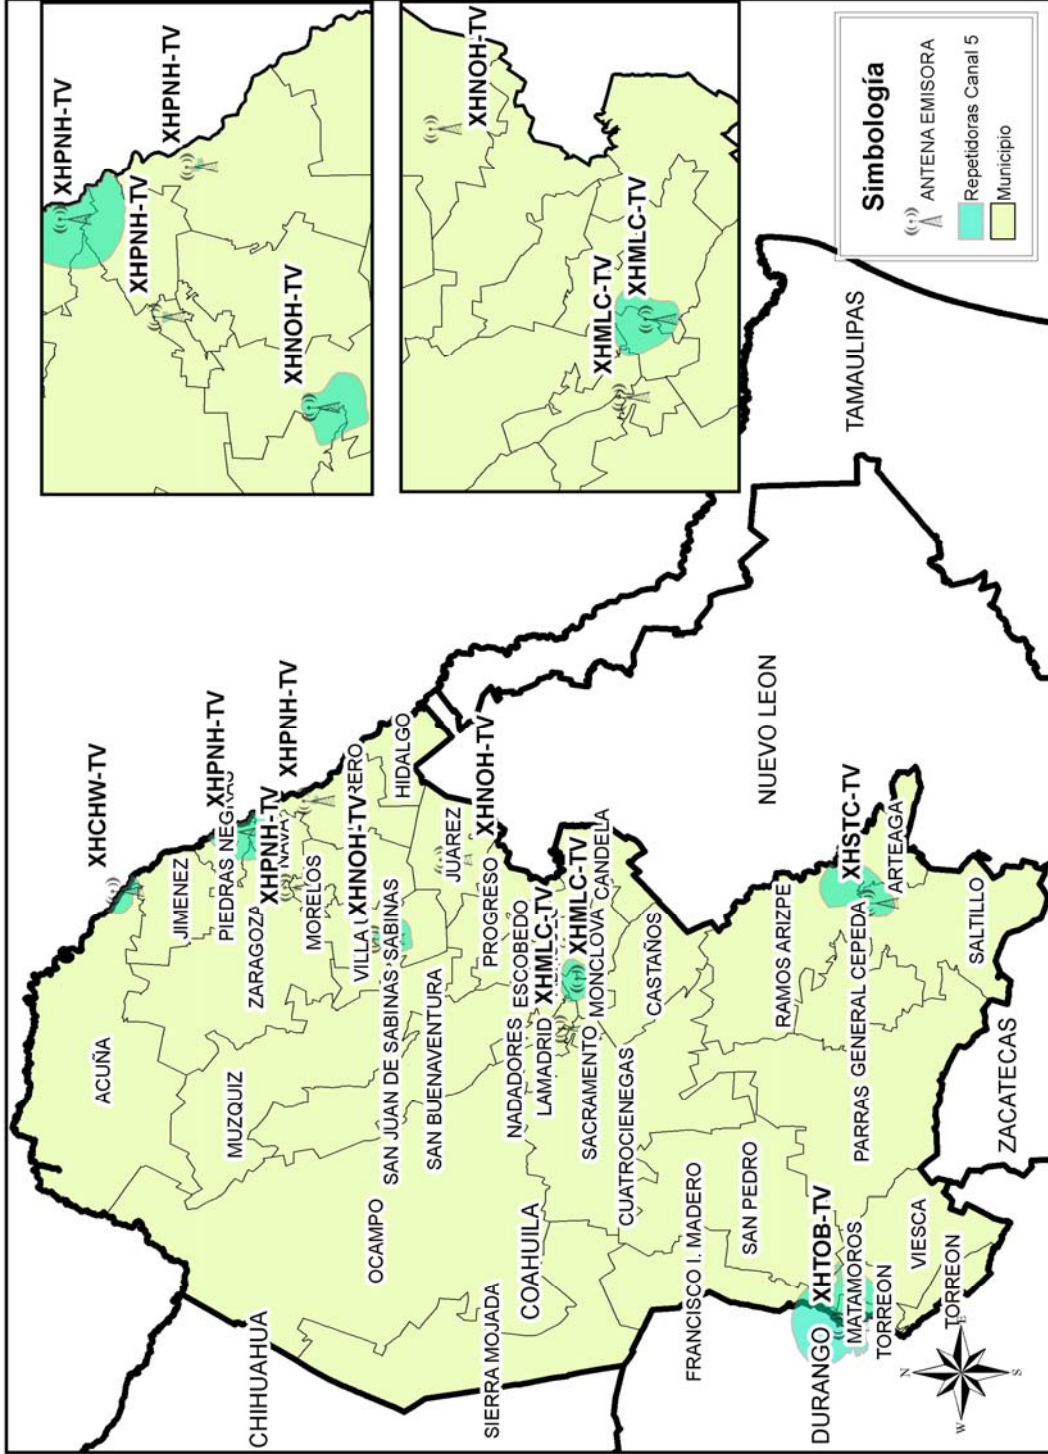 XHCHW-TV
XHPNH-TV
XHPNH-TV
XHPNH-TV
XHNOH-TV
XHNOH-TV
XHMLC-TV
XHMLC-TV
XHSTC-TV
XHTOB-TV
ACUÑA
JIMENEZ
PIEDRAS NEGRAS
ZARAGOZA
NAVA
MUZQUIZ
MORELOS
VILLA
HIDALGO
OCAMPO
SAN JUAN DE SABINAS
SABINAS
SAN BUENAVENTURA
JUAREZ
PROGRESO
NADADORES
ESCOBEDO
LAMADRID
SACRAMENTO
MONCLOVA
CANDELA
CUATROCIENEGAS
CASTAÑOS
SIERRA MOJADA
COAHUILA
FRANCISCO I. MADERO
SAN PEDRO
RAMOS ARIZPE
PARRAS
GENERAL CEPEDA
ARTEAGA
SALTILLO
MATAMOROS
TORREON
VIESCA
TORREON
CHIHUAHUA
DURANGO
ZACATECAS
NUEVO LEON
TAMAULIPAS
N
W
E
S
XHPNH-TV
XHPNH-TV
XHPNH-TV
XHNOH-TV
XHNOH-TV
XHMLC-TV
XHMLC-TV
Simbología
ANTENA EMISORA
Repetidoras Canal 5
Municipio